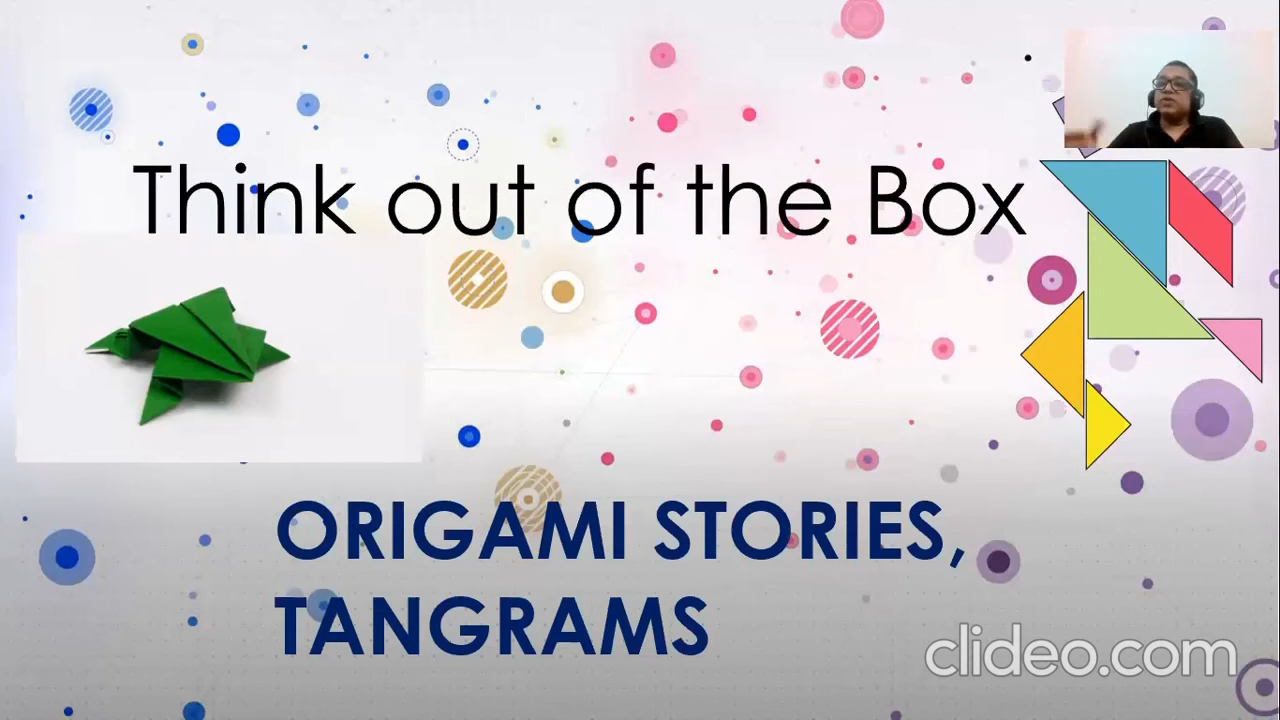 Think out of the Box
ORIGAMI STORIES,
TANGRAMS
clideo.com